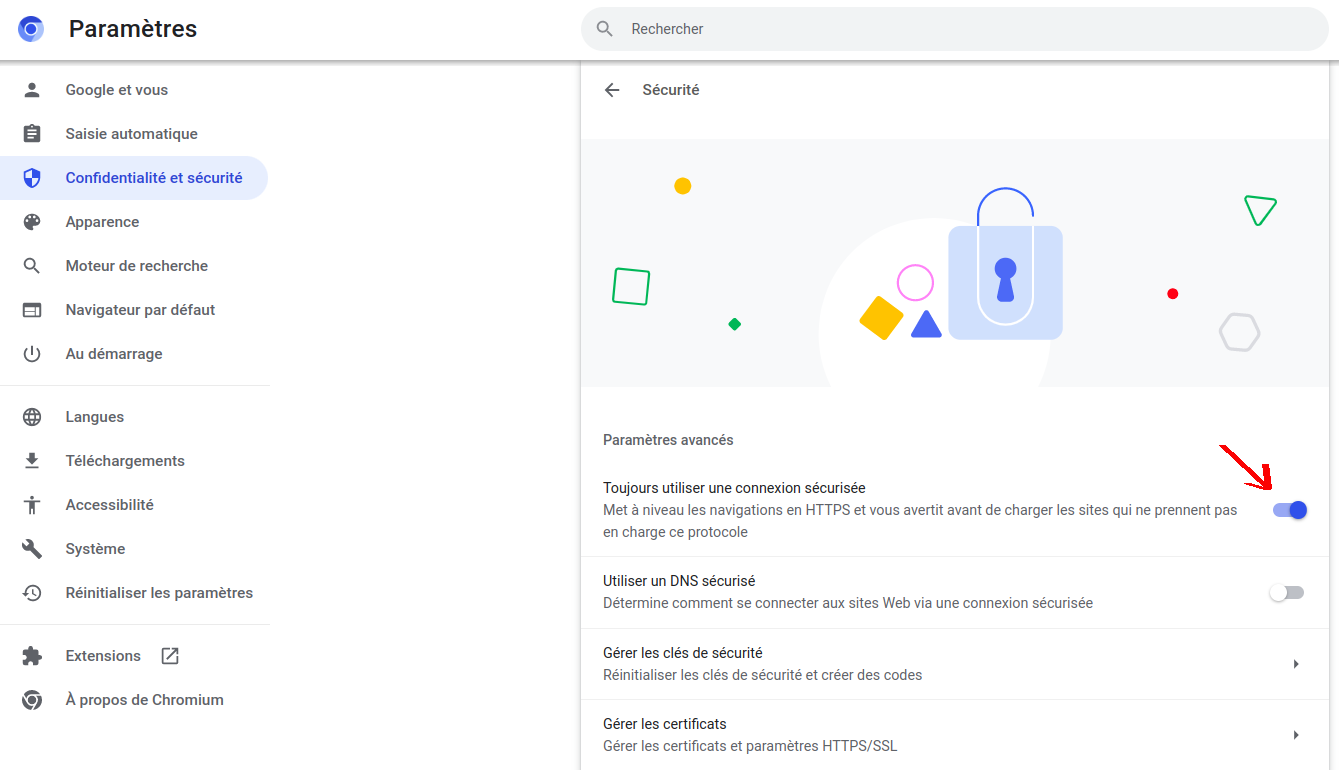 Paramètres
Rechercher
Google et vous
Saisie automatique
Confidentialité et sécurité
Apparence
Moteur de recherche
Navigateur par défaut
Au démarrage
Langues
Téléchargements
Accessibilité
Système
Réinitialiser les paramètres
Extensions
À propos de Chromium
Sécurité
Paramètres avancés
Toujours utiliser une connexion sécurisée
Met à niveau les navigations en HTTPS et vous avertit avant de charger les sites qui ne prennent pas
en charge ce protocole
Utiliser un DNS sécurisé
Détermine comment se connecter aux sites Web via une connexion sécurisée
Gérer les clés de sécurité
Réinitialiser les clés de sécurité et créer des codes
Gérer les certificats
Gérer les certificats et paramètres HTTPS/SSL